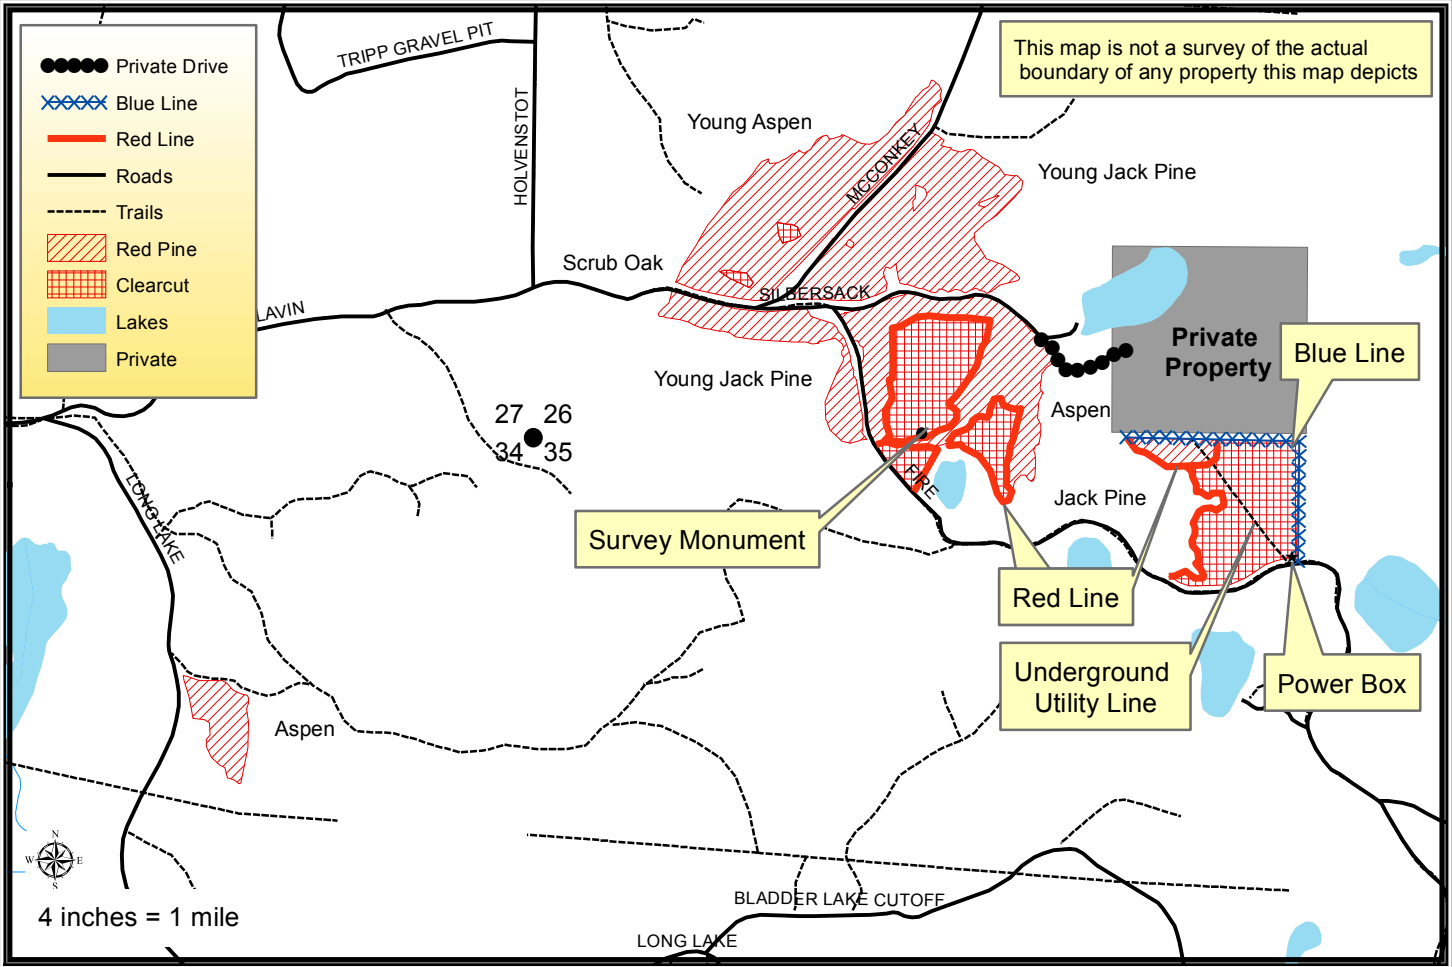 This map is not a survey of the actual
boundary of any property this map depicts
Private Drive
Blue Line
Red Line
Roads
Trails
Red Pine
Clearcut
Lakes
Private
TRIPP GRAVEL PIT
HOLVENSTOT
Young Aspen
MCCONKEY
Young Jack Pine
Scrub Oak
SILBERSACK
LAVIN
Private
Property
Blue Line
Young Jack Pine
Aspen
27 26
34 35
FIRE
LONG LAKE
Jack Pine
Survey Monument
Red Line
Underground
Utility Line
Power Box
Aspen
N
W E
S
4 inches = 1 mile
BLADDER LAKE CUTOFF
LONG LAKE